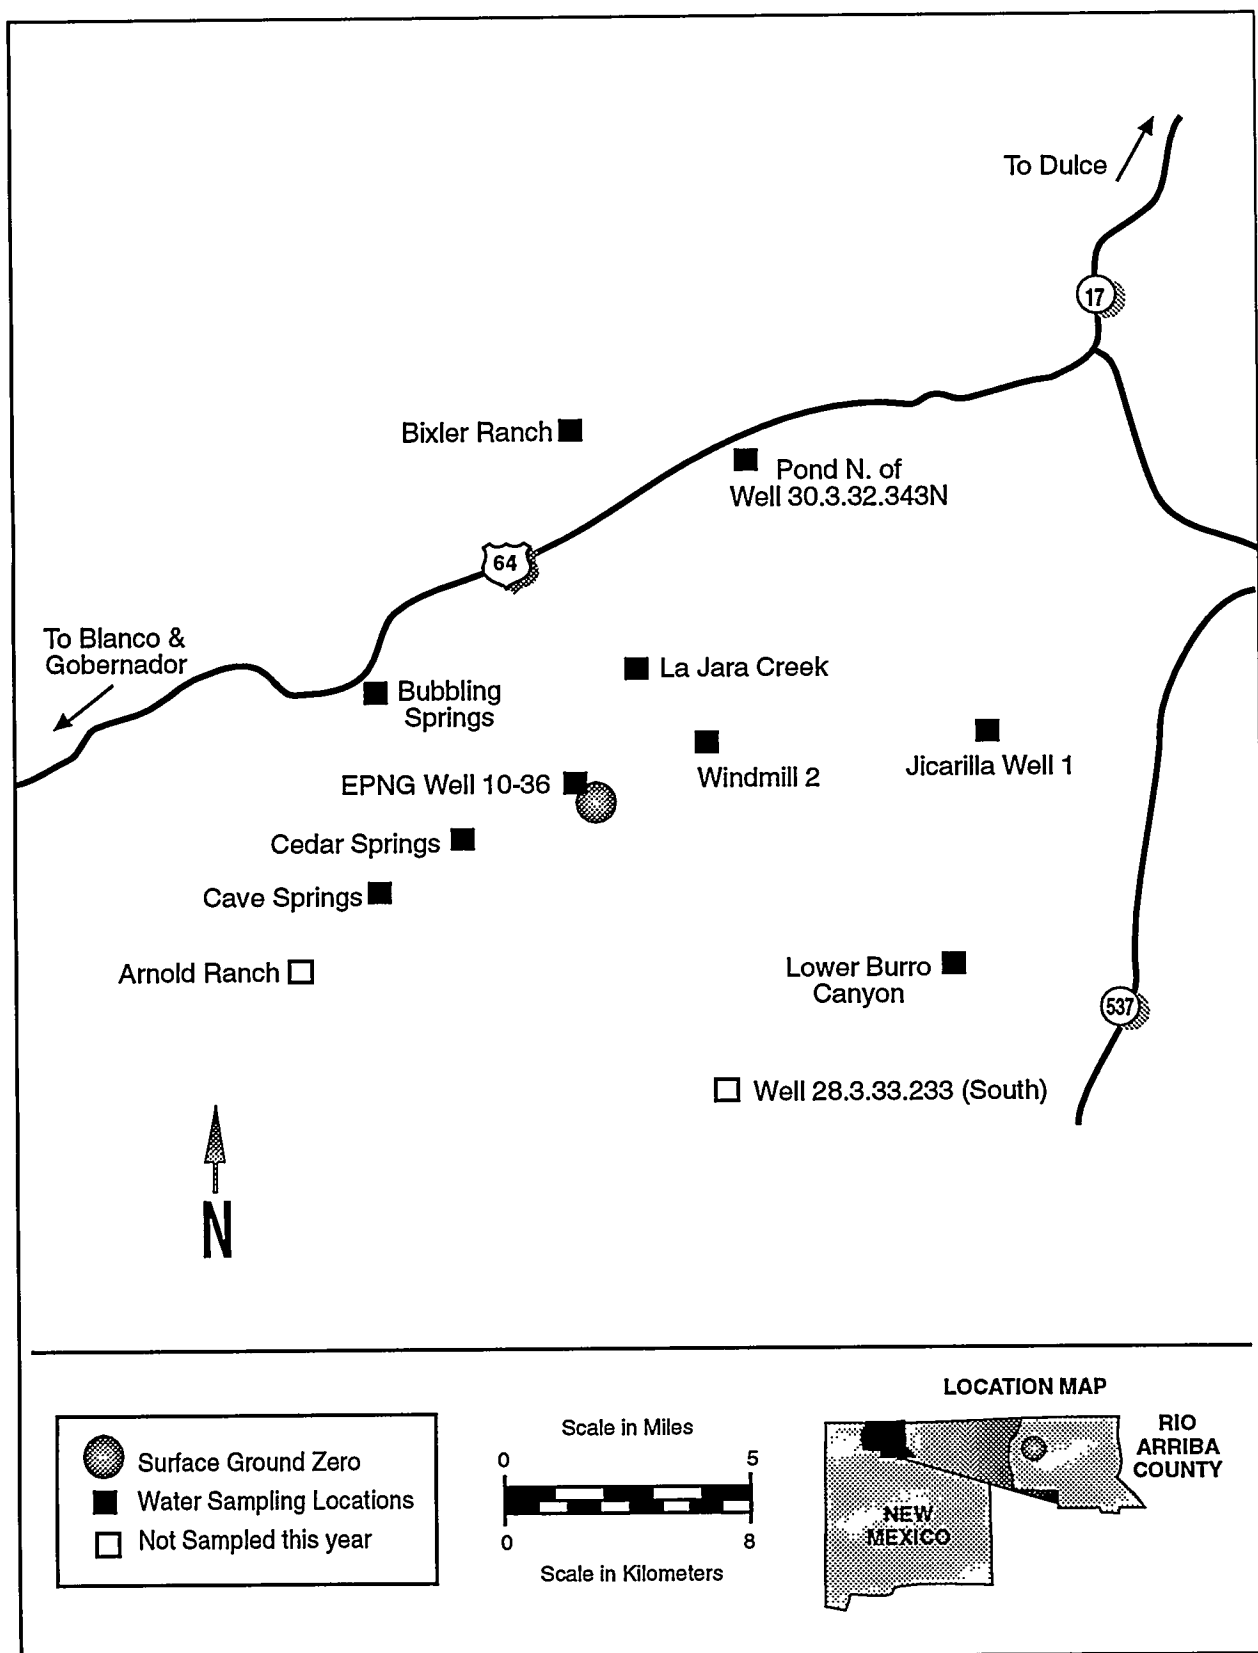 To Dulce
17
Bixler Ranch
Pond N. of
Well 30.3.32.343N
64
To Blanco &
Gobernador
La Jara Creek
Bubbling
Springs
Windmill 2
Jicarilla Well 1
EPNG Well 10-36
Cedar Springs
Cave Springs
Arnold Ranch
Lower Burro
Canyon
537
Well 28.3.33.233 (South)
N
LOCATION MAP
Surface Ground Zero
Water Sampling Locations
Not Sampled this year
Scale in Miles
0 5
0 8
Scale in Kilometers
RIO
ARRIBA
COUNTY
NEW
MEXICO